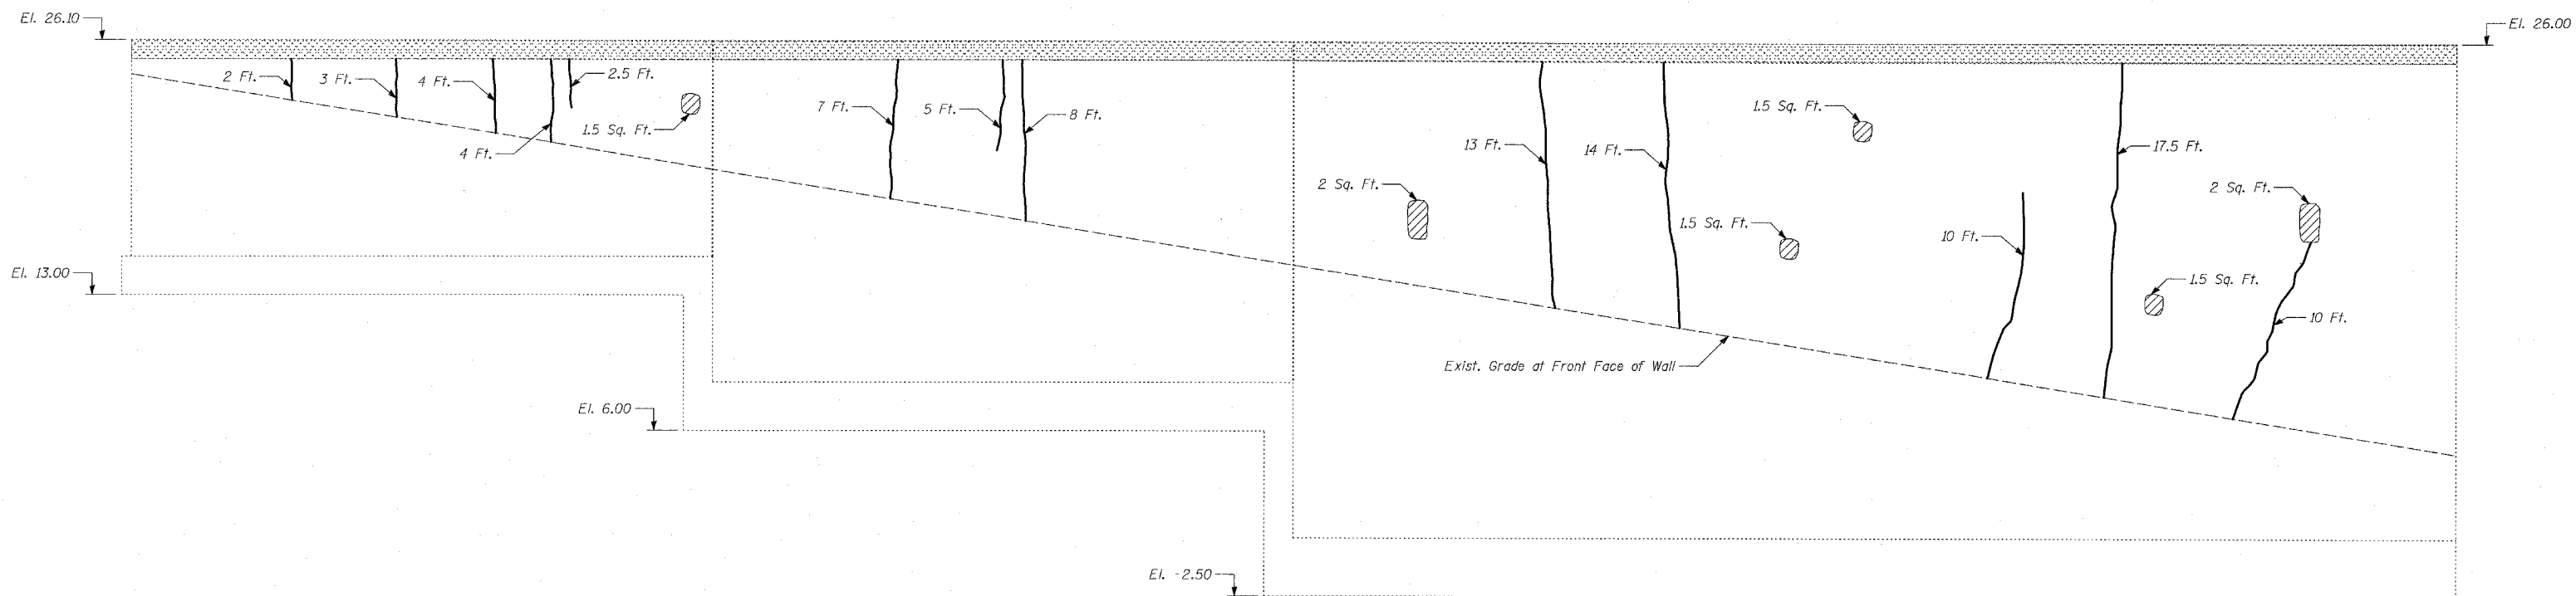 El. 26.10
El. 26.00
2 Ft.
3 Ft.
4 Ft.
2.5 Ft.
4 Ft.
1.5 Sq. Ft.
7 Ft.
5 Ft.
8 Ft.
13 Ft.
14 Ft.
1.5 Sq. Ft.
17.5 Ft.
2 Sq. Ft.
2 Sq. Ft.
1.5 Sq. Ft.
10 Ft.
1.5 Sq. Ft.
10 Ft.
El. 13.00
Exist. Grade at Front Face of Wall
El. 6.00
El. -2.50